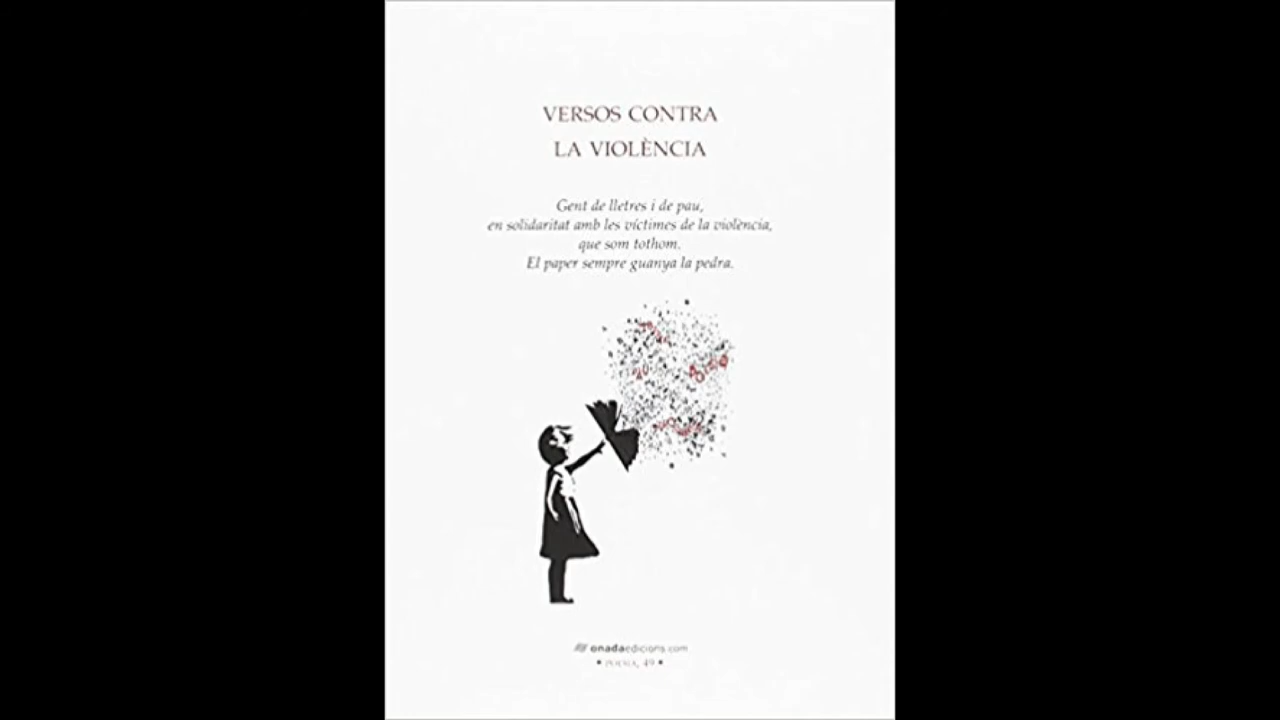 VERSOS CONTRA
LA VIOLÈNCIA
Gent de lletres i de pau,
en solidaritat amb les víctimes de la violència,
que som tothom.
El paper sempre guanya la pedra.
onadaedicions.com
• POESIA, 49 •